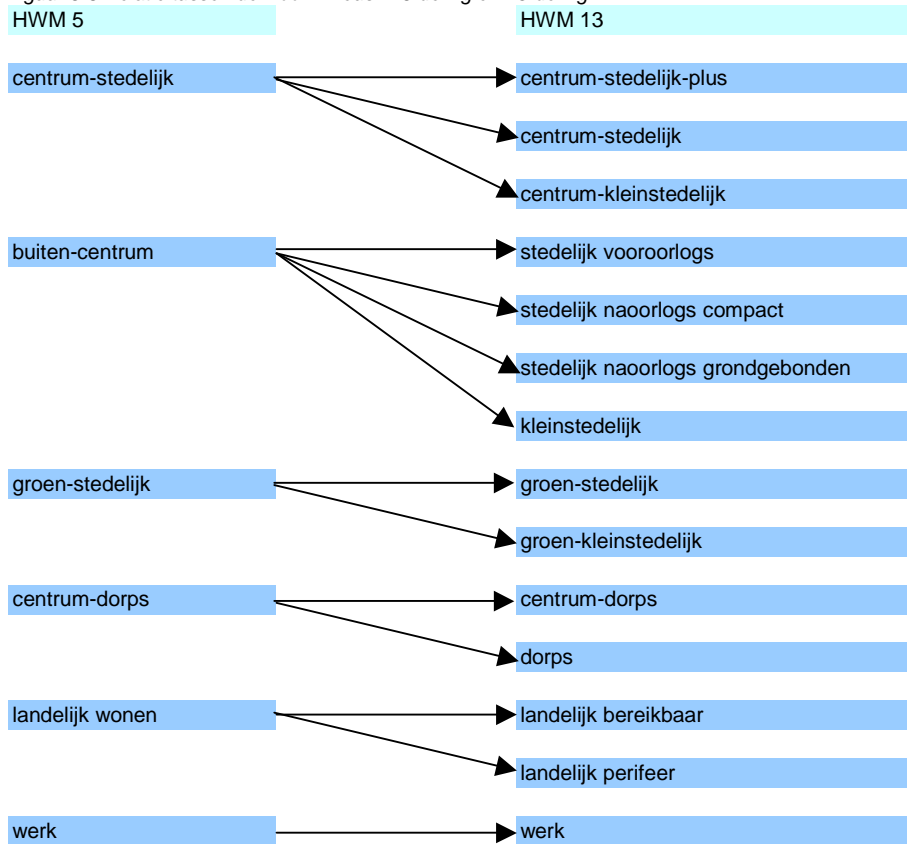 HWM 5 HWM 13
centrum-stedelijk centrum-stedelijk-plus
centrum-stedelijk
centrum-kleinstedelijk
buiten-centrum stedelijk vooroorlogs
stedelijk naoorlogs compact
stedelijk naoorlogs grondgebonden
kleinstedelijk
groen-stedelijk groen-stedelijk
groen-kleinstedelijk
centrum-dorps centrum-dorps
dorps
landelijk wonen landelijk bereikbaar
landelijk perifeer
werk werk